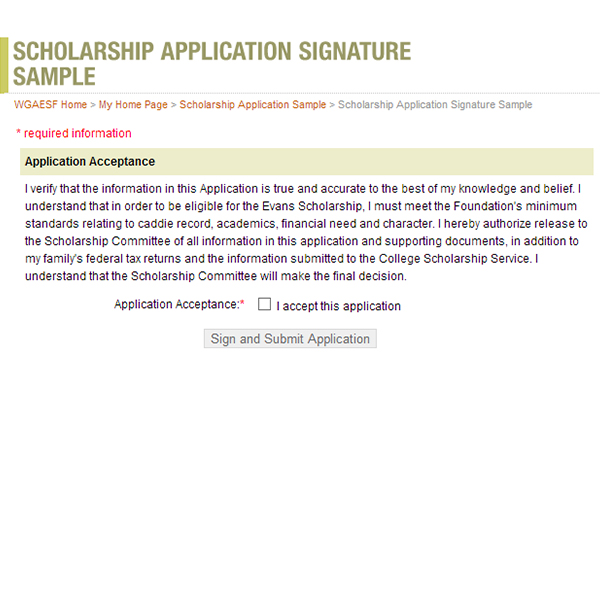 SCHOLARSHIP APPLICATION SIGNATURE
SAMPLE
WGAESF Home > My Home Page > Scholarship Application Sample > Scholarship Application Signature Sample
* required information
Application Acceptance
I verify that the information in this Application is true and accurate to the best of my knowledge and belief. I
understand that in order to be eligible for the Evans Scholarship, I must meet the Foundation's minimum
standards relating to caddie record, academics, financial need and character. I hereby authorize release to
the Scholarship Committee of all information in this application and supporting documents, in addition to
my family's federal tax returns and the information submitted to the College Scholarship Service. I
understand that the Scholarship Committee will make the final decision.
Application Acceptance:* I accept this application
Sign and Submit Application